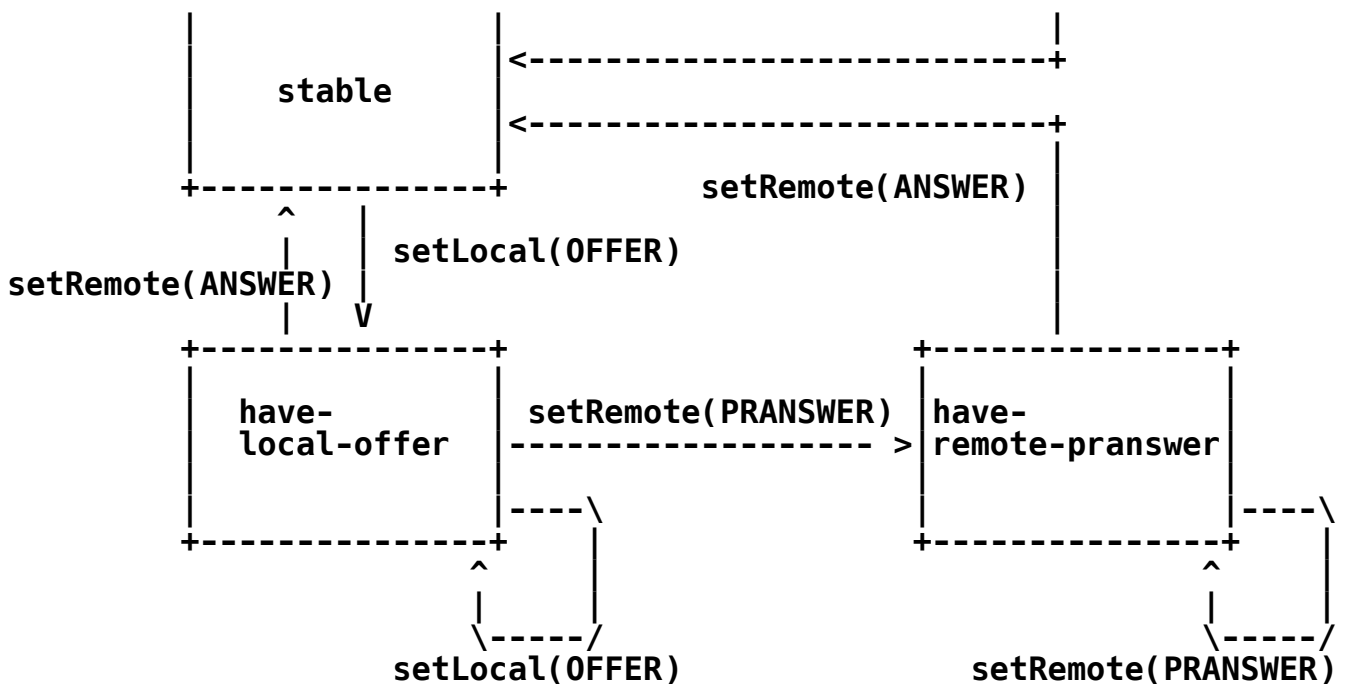 stable
setRemote(ANSWER)
setLocal(OFFER)
setRemote(ANSWER)
have-
local-offer
setRemote(PRANSWER)
have-
remote-pranswer
setLocal(OFFER)
setRemote(PRANSWER)